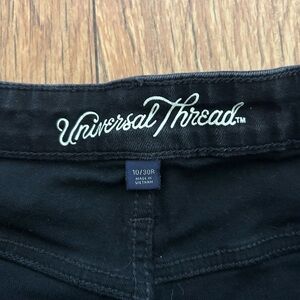 Universal Thread™
10/30R
MADE IN
VIETNAM